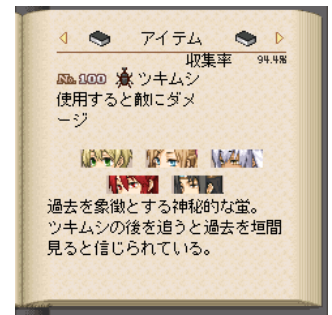 アイテム
収集率 94.4%
No.100 ツキムシ
使用すると敵にダメ
ージ
過去を象徴とする神秘的な蛍。
ツキムシの後を追うと過去を垣間
見ると信じられている。